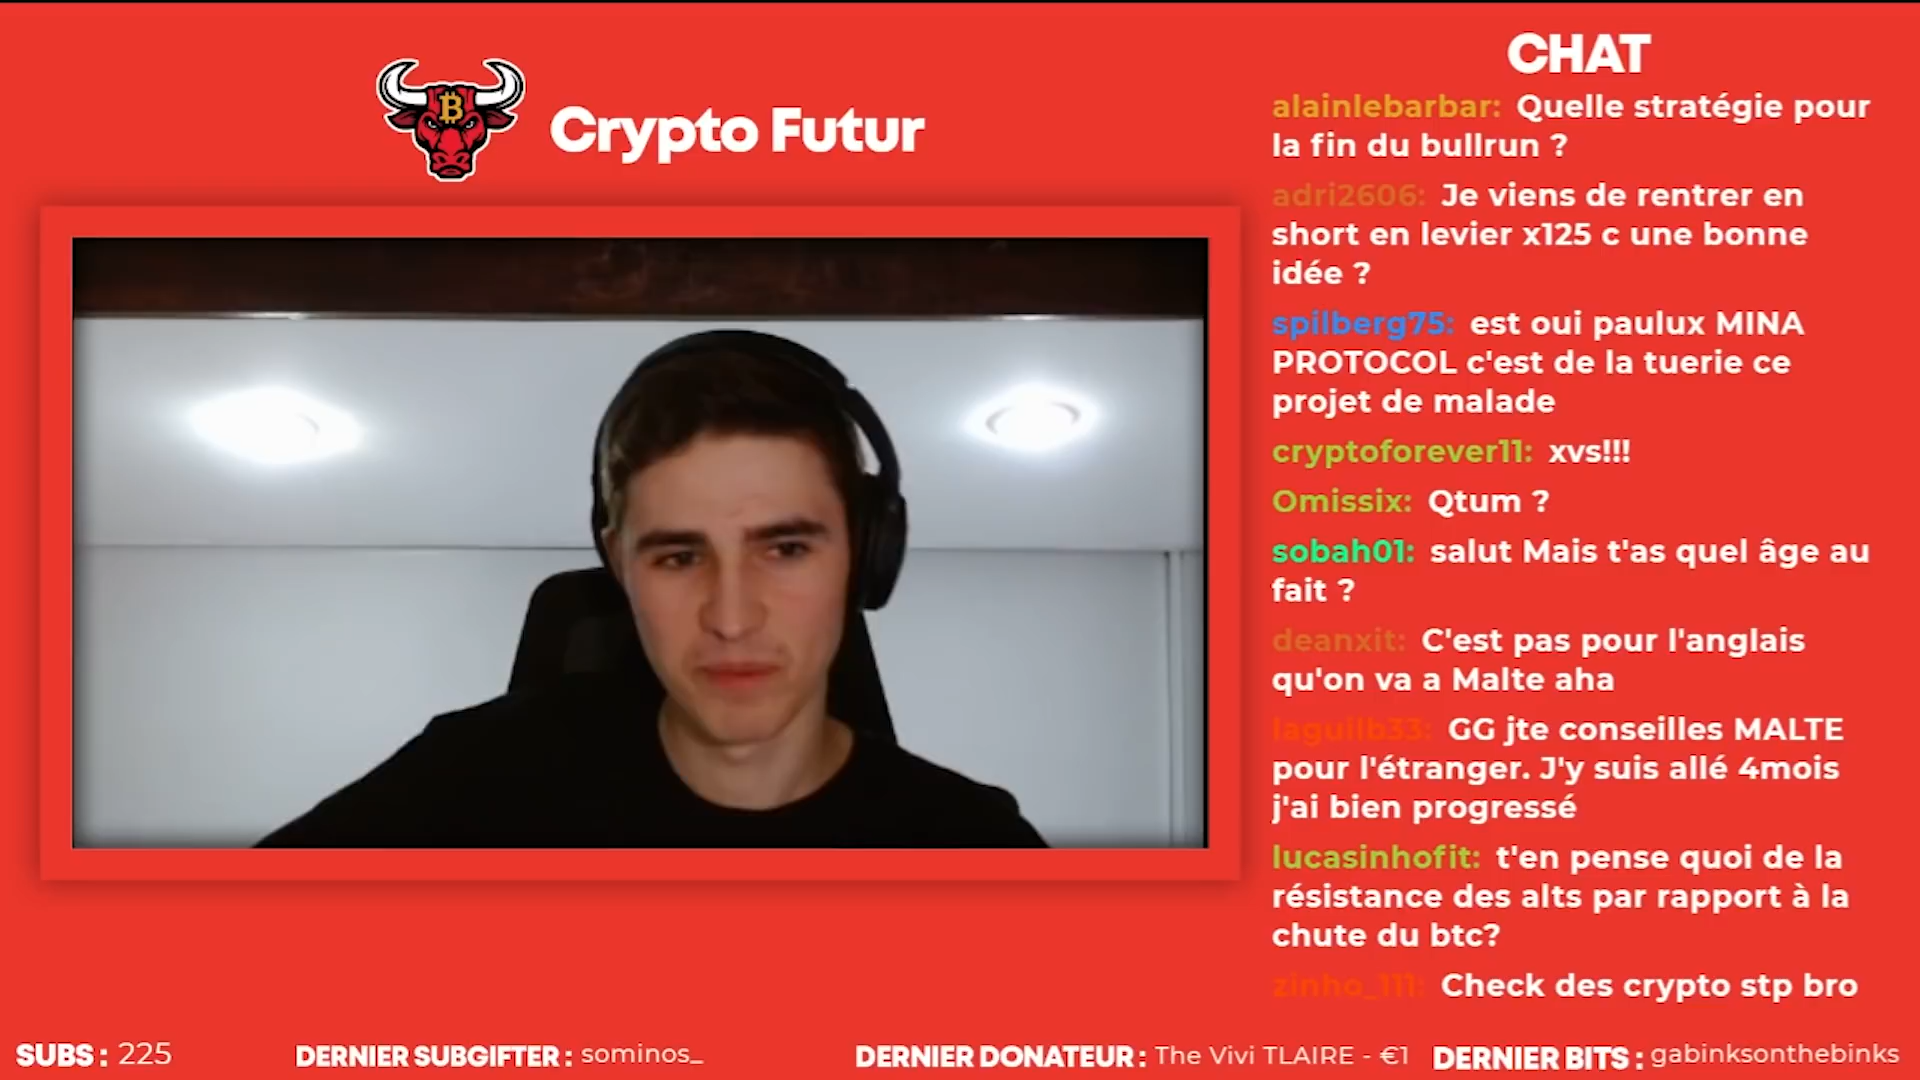 Crypto Futur
CHAT
alainlebarbar: Quelle stratégie pour
la fin du bullrun ?
adri2606: Je viens de rentrer en
short en levier x125 c une bonne
idée ?
spilberg75: est oui paulux MINA
PROTOCOL c'est de la tuerie ce
projet de malade
cryptoforever11: xvs!!!
Omissix: Qtum ?
sobah01: salut Mais t'as quel âge au
fait ?
deanxit: C'est pas pour l'anglais
qu'on va a Malte aha
laguilb33: GG jte conseilles MALTE
pour l'étranger. J'y suis allé 4mois
j'ai bien progressé
lucasinhofit: t'en pense quoi de la
résistance des alts par rapport à la
chute du btc?
zinho_111: Check des crypto stp bro
SUBS : 225
DERNIER SUBGIFTER : sominos_
DERNIER DONATEUR : The Vivi TLAIRE - €1
DERNIER BITS : gabinksonthebinks